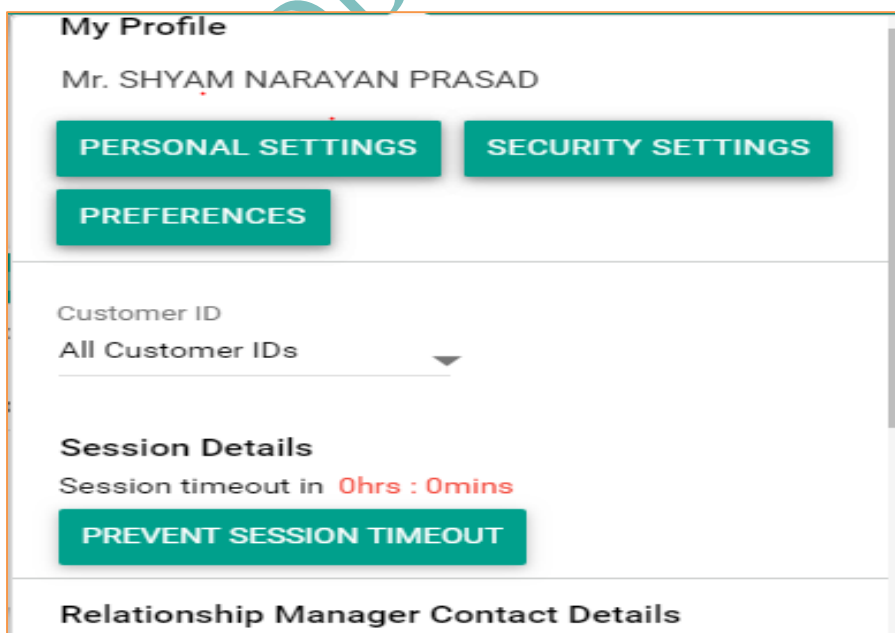 My Profile
Mr. SHYAM NARAYAN PRASAD
PERSONAL SETTINGS SECURITY SETTINGS
PREFERENCES
Customer ID
All Customer IDs
Session Details
Session timeout in 0hrs : 0mins
PREVENT SESSION TIMEOUT
Relationship Manager Contact Details